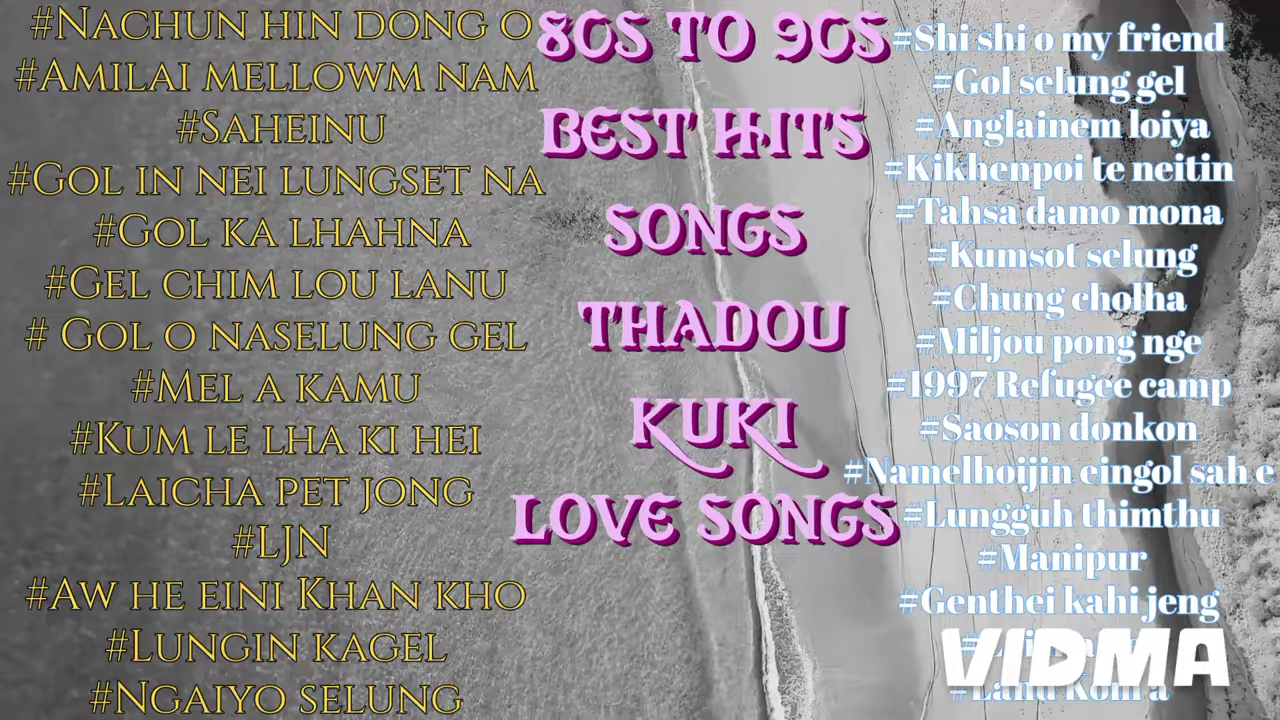 #Nachun hin dong o
#Amilai mellowm nam
#Saheinu
#Gol in nei lungset na
#Gol ka lhahna
#Gel chim lou lanu
# Gol o naselung gel
#Mel a kamu
#Kum le lha ki hei
#Laicha pet jong
#LJN
#Aw he eini Khan kho
#Lungin kagel
#Ngaiyo selung
80s TO 90s
BEST HITS
SONGS
THADOU
KUKI
LOVE SONGS
#Shi shi o my friend
#Gol selung gel
#Anglainem loiya
#Kikhenpoi te neitin
#Tahsa damo mona
#Kumsot selung
#Chung cholha
#Miljou pong nge
#1997 Refugee camp
#Saoson donkon
#Namelhoijin eingol sah e
#Lungguh thimthu
#Manipur
#Genthei kahi jeng
VIDMA